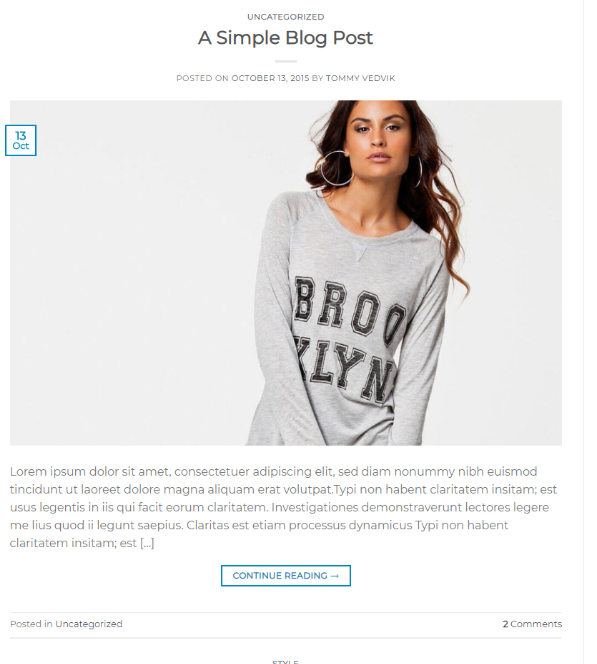 UNCATEGORIZED
A Simple Blog Post
POSTED ON OCTOBER 13, 2015 BY TOMMY VEDVIK
13
Oct
BROO
KLYN
Lorem ipsum dolor sit amet, consectetuer adipiscing elit, sed diam nonummy nibh euismod
tincidunt ut laoreet dolore magna aliquam erat volutpat.Typi non habent claritatem insitam; est
usus legentis in iis qui facit eorum claritatem. Investigationes demonstraverunt lectores legere
me lius quod ii legunt saepius. Claritas est etiam processus dynamicus Typi non habent
claritatem insitam; est [...]
CONTINUE READING →
Posted in Uncategorized
2 Comments
STYLE